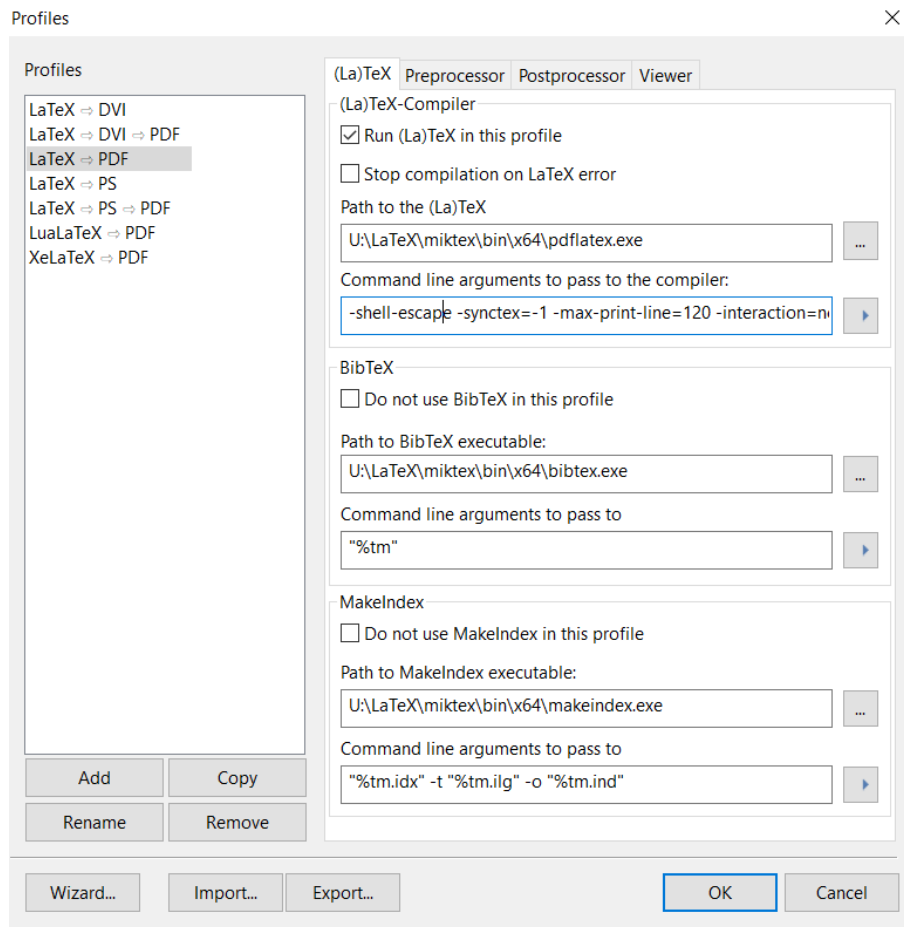 Profiles
Profiles
LaTeX ⇨ DVI
LaTeX ⇨ DVI ⇨ PDF
LaTeX ⇨ PDF
LaTeX ⇨ PS
LaTeX ⇨ PS ⇨ PDF
LuaLaTeX ⇨ PDF
XeLaTeX ⇨ PDF
Add
Copy
Rename
Remove
(La)TeX Preprocessor Postprocessor Viewer
(La)TeX-Compiler
Run (La)TeX in this profile
Stop compilation on LaTeX error
Path to the (La)TeX
U:\LaTeX\miktex\bin\x64\pdflatex.exe
...
Command line arguments to pass to the compiler:
-shell-escape -synctex=-1 -max-print-line=120 -interaction=n
BibTeX
Do not use BibTeX in this profile
Path to BibTeX executable:
U:\LaTeX\miktex\bin\x64\bibtex.exe
...
Command line arguments to pass to
"%tm"
MakeIndex
Do not use MakeIndex in this profile
Path to MakeIndex executable:
U:\LaTeX\miktex\bin\x64\makeindex.exe
...
Command line arguments to pass to
"%tm.idx" -t "%tm.ilg" -o "%tm.ind"
Wizard...
Import...
Export...
OK
Cancel